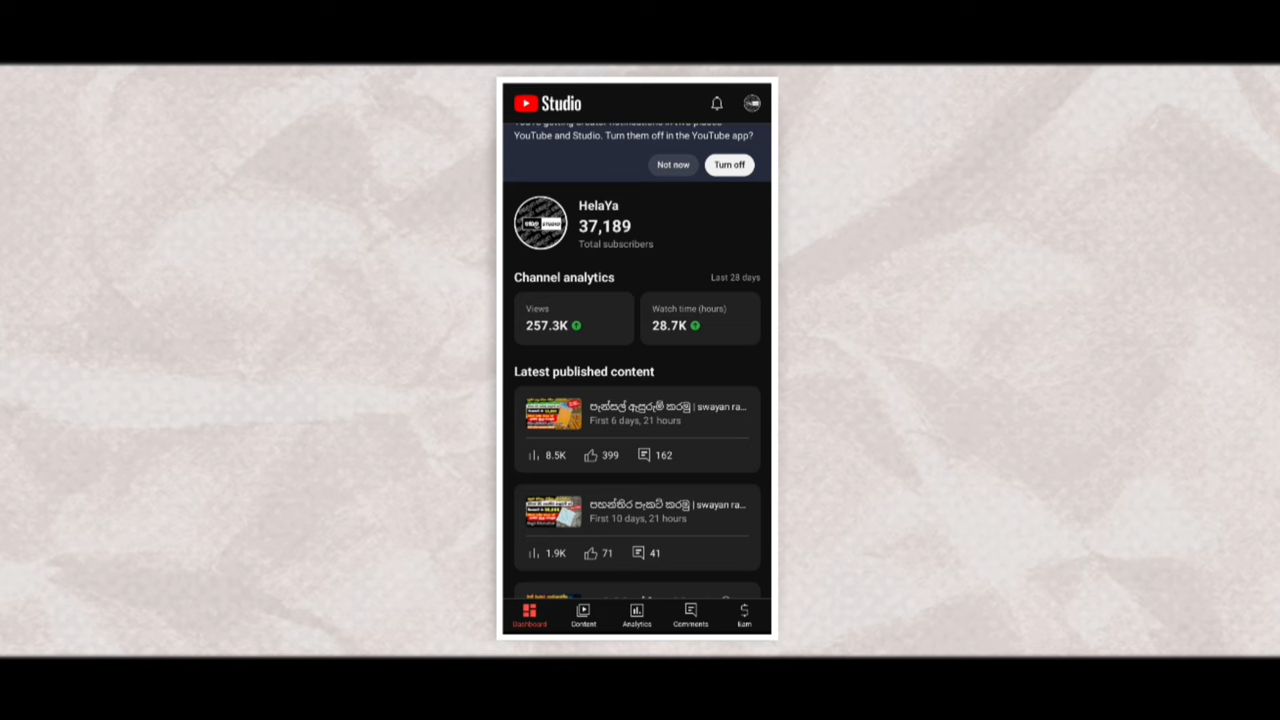 Studio
YouTube and Studio. Turn them off in the YouTube app?
Not now
Turn off
HelaYa
37,189
Total subscribers
Channel analytics
Last 28 days
Views
Watch time (hours)
257.3K
28.7K
Latest published content
පැන්සල් ඇසුරුම් කරමු | swayan ra...
First 6 days, 21 hours
8.5K
399
162
පහන්තිර පැකට් කරමු | swayan ra...
First 10 days, 21 hours
1.9K
71
41
Dashboard
Content
Analytics
Comments
Earn